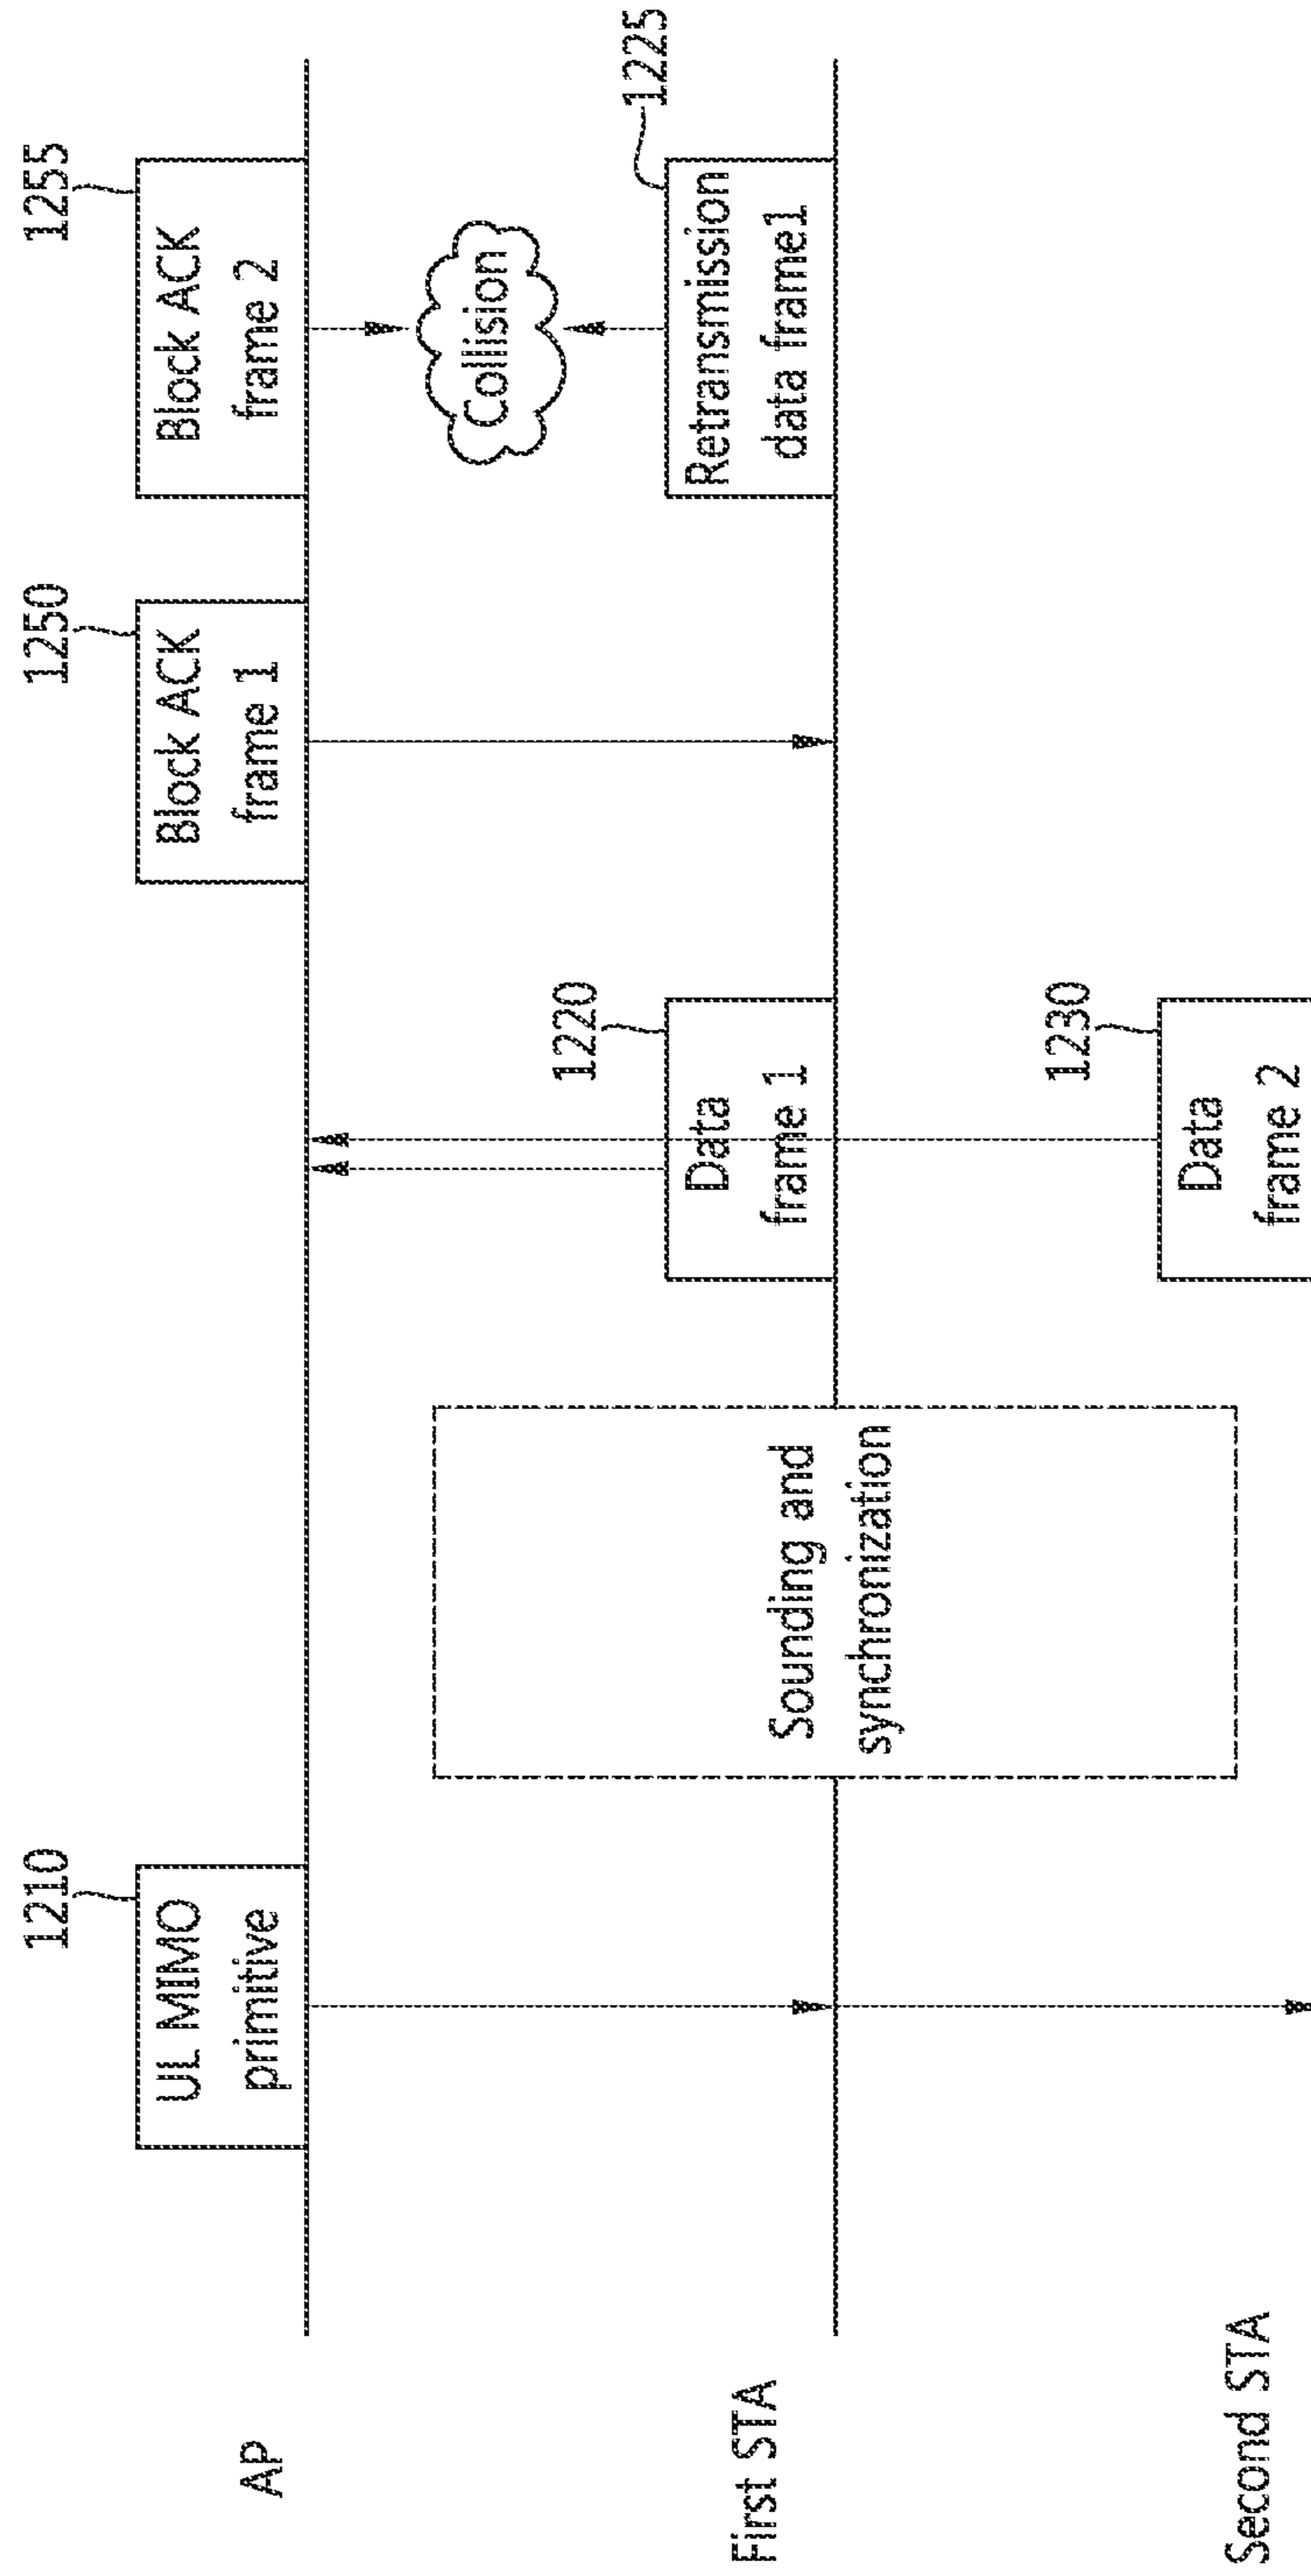 1210
1250
1255
UL MIMO
primitive
Block ACK
frame 1
Block ACK
frame 2
AP
Collision
1220
1225
Sounding and
synchronization
Data
frame 1
Retransmission
data frame1
First STA
1230
Data
frame 2
Second STA